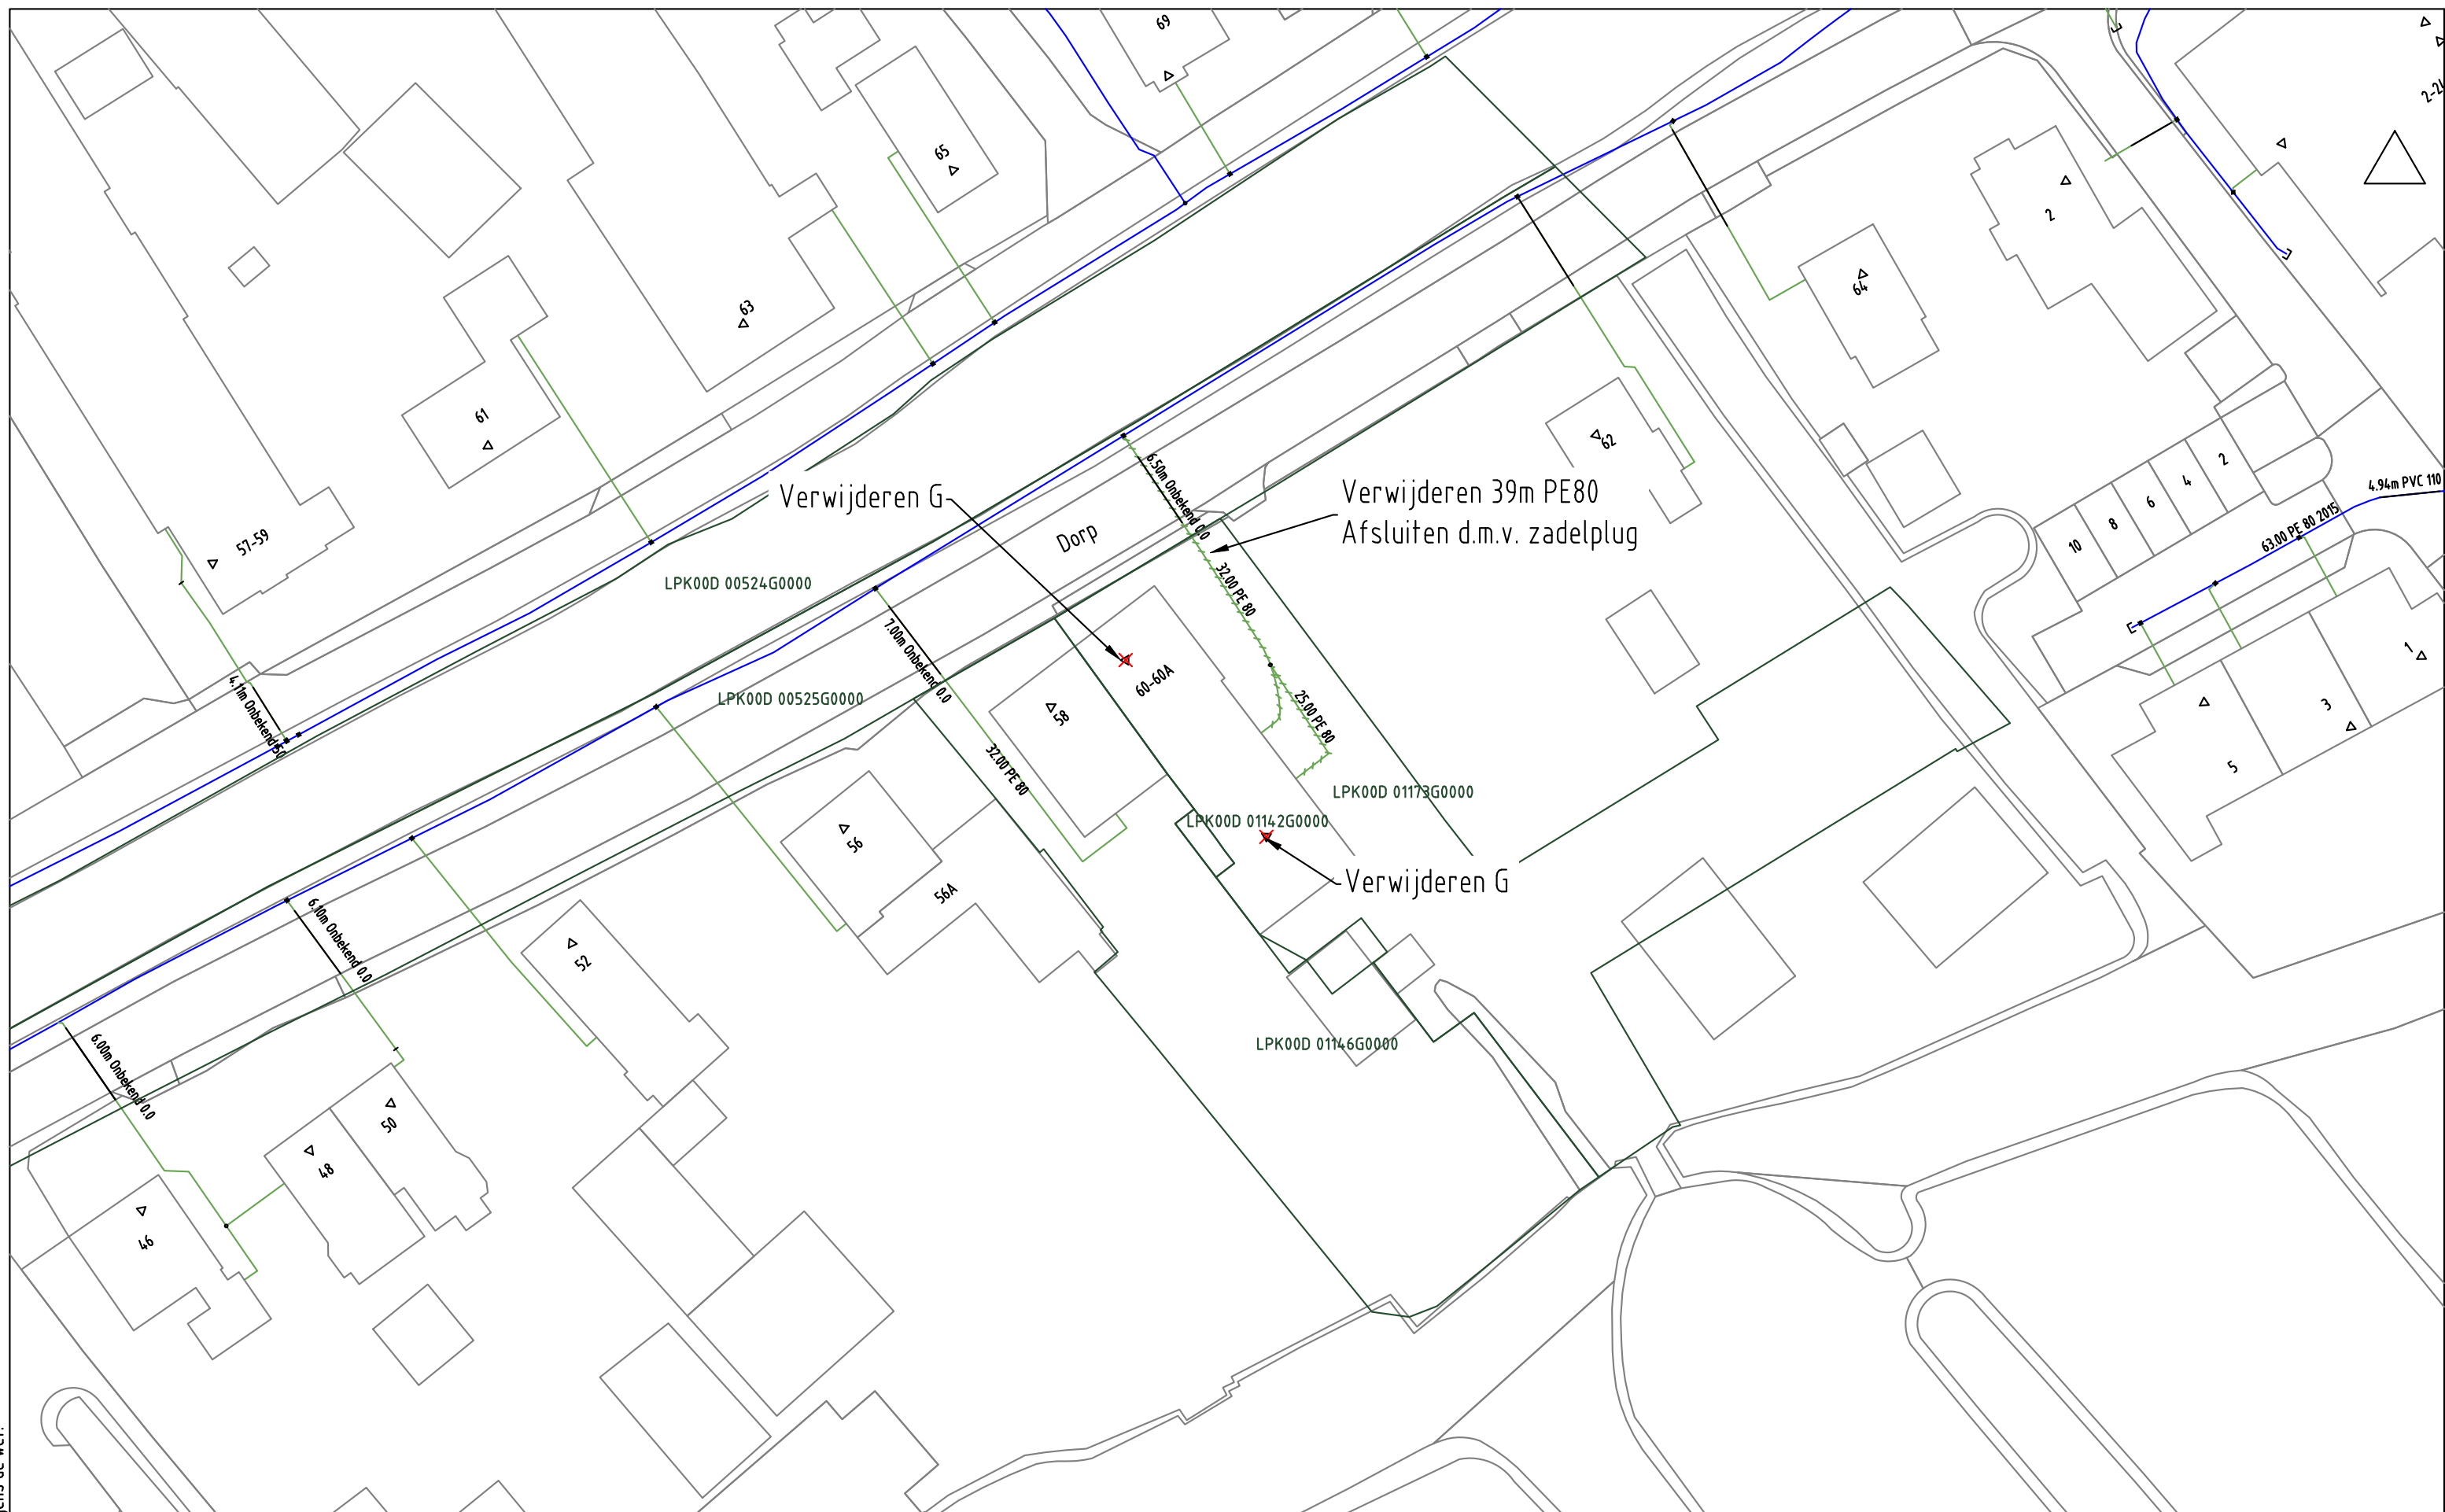 69
65
2-2
2
63
64
61
62
57-59
Verwijderen G
Verwijderen 39m PE80
Afsluiten d.m.v. zadelplug
6.50m Onbekend 0.0
Dorp
32.00 PE 80
10
8
6
4
2
4.94m PVC 110
63.00 PE 80 2015
LPK00D 00524G0000
LPK00D 00525G0000
4.11m Onbekend 50
7.00m Onbekend 0.0
32.00 PE 80
58
60-60A
25.00 PE 80
1
3
5
LPK00D 01173G0000
LPK00D 01142G0000
Verwijderen G
56
56A
52
6.10m Onbekend 0.0
6.00m Onbekend 0.0
LPK00D 01146G0000
50
48
46